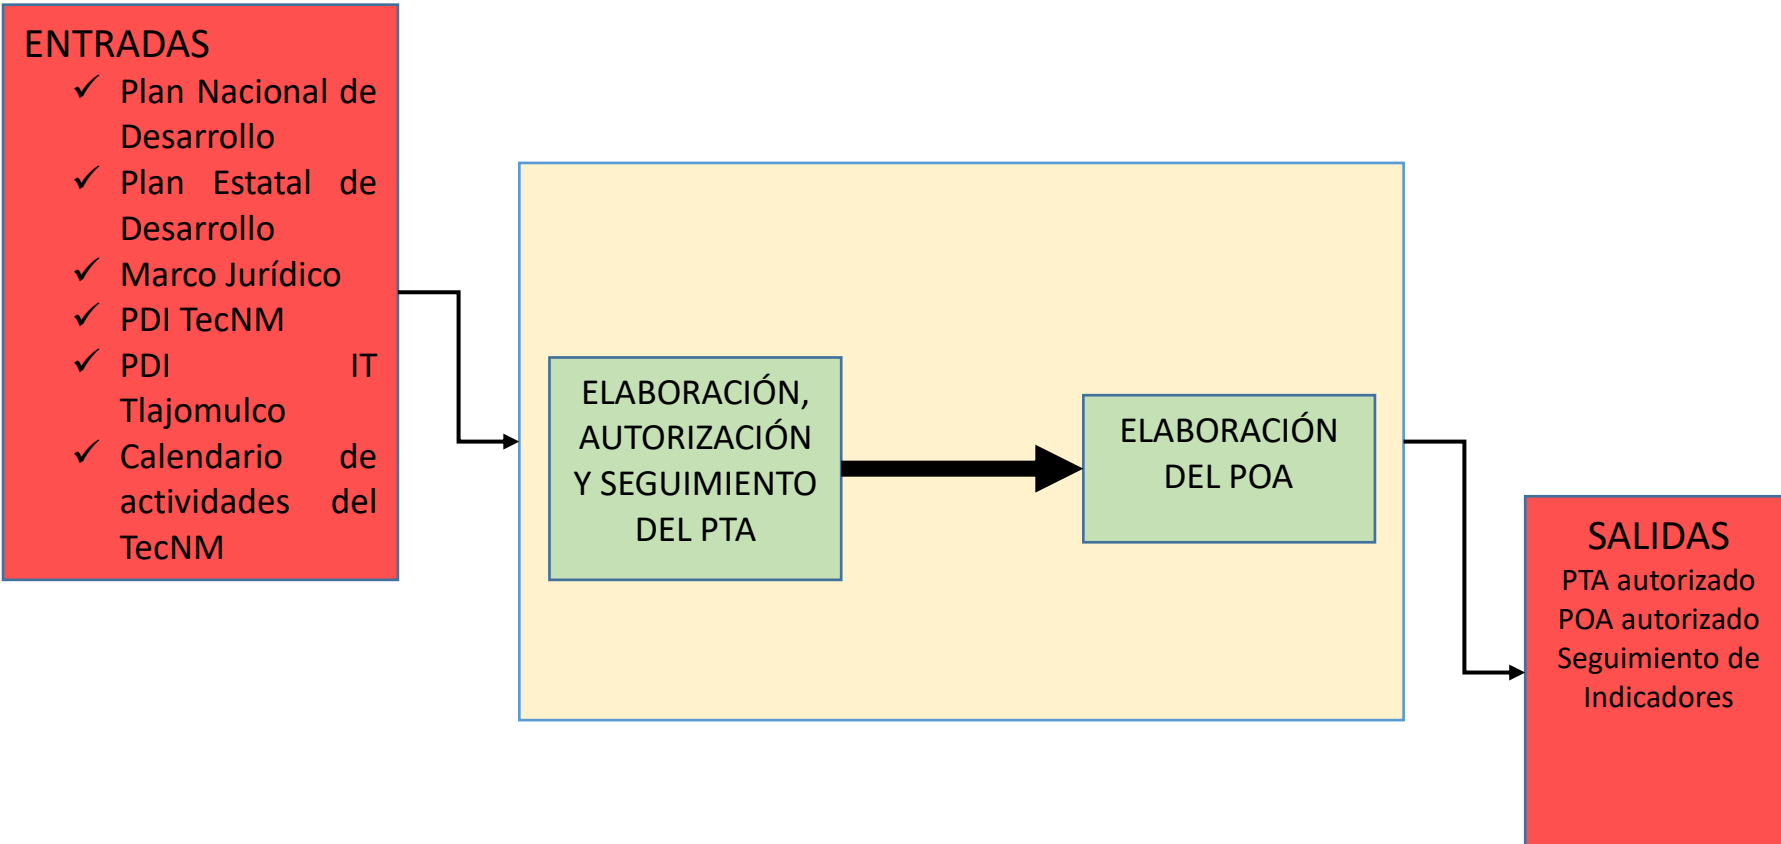 ENTRADAS
✓ Plan Nacional de
Desarrollo
✓ Plan Estatal de
Desarrollo
✓ Marco Jurídico
✓ PDI TecNM
✓ PDI IT
Tlajomulco
✓ Calendario de
actividades del
TecNM
ELABORACIÓN,
AUTORIZACIÓN
Y SEGUIMIENTO
DEL PTA
ELABORACIÓN
DEL POA
SALIDAS
PTA autorizado
POA autorizado
Seguimiento de
Indicadores